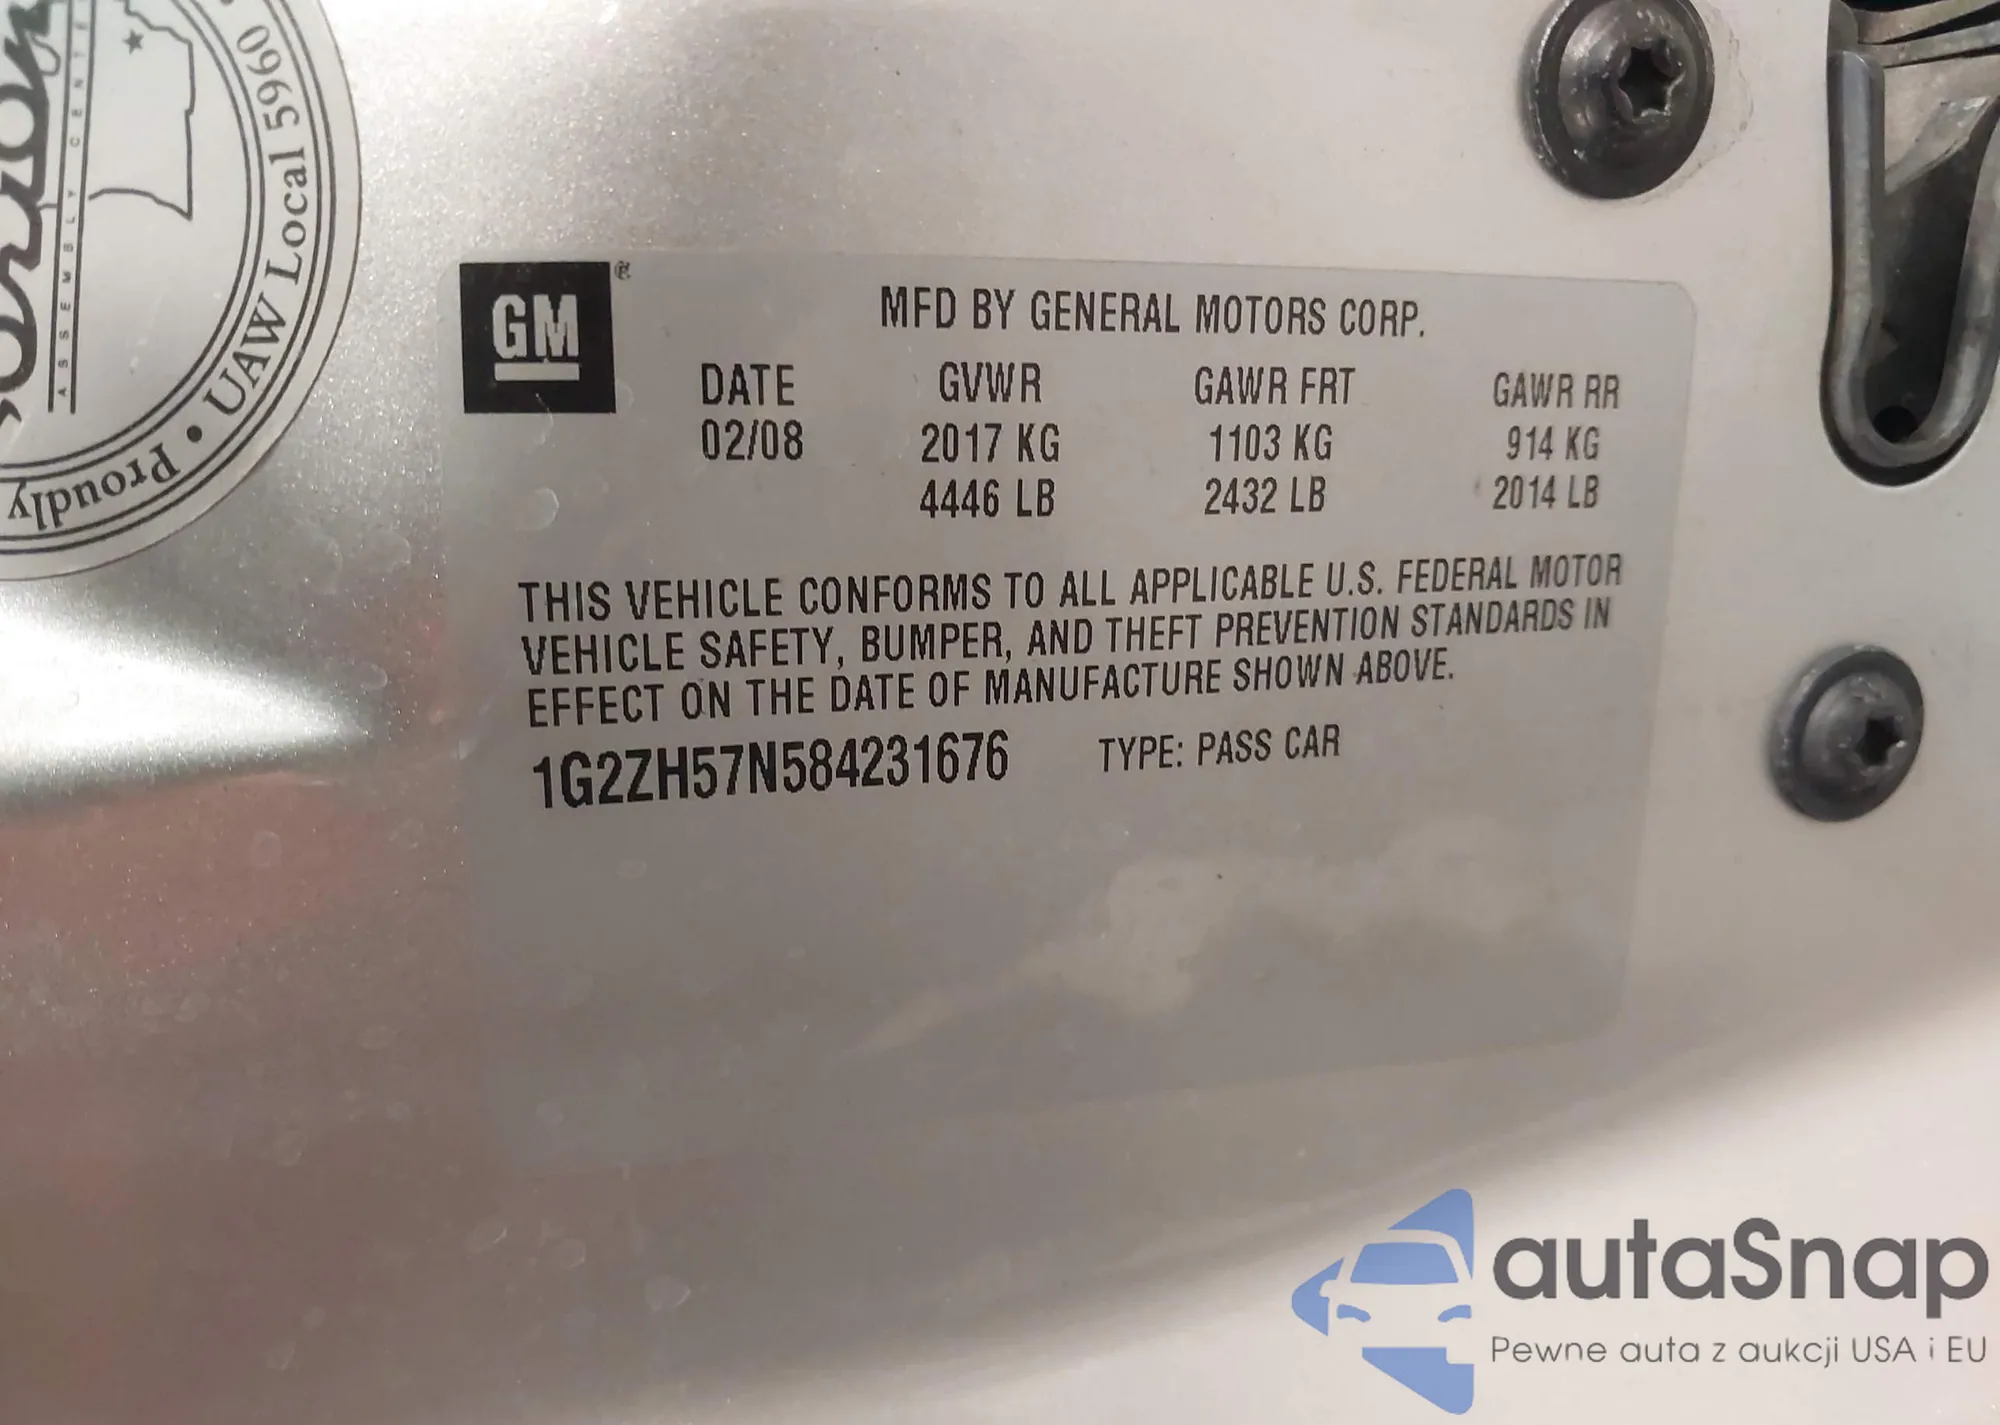 UAW Local 5960
Proudly
ASSEMBLY CENTE
GM
MFD BY GENERAL MOTORS CORP.
DATE GVWR GAWR FRT GAWR RR
02/08 2017 KG 1103 KG 914 KG
4446 LB 2432 LB 2014 LB
THIS VEHICLE CONFORMS TO ALL APPLICABLE U.S. FEDERAL MOTOR
VEHICLE SAFETY, BUMPER, AND THEFT PREVENTION STANDARDS IN
EFFECT ON THE DATE OF MANUFACTURE SHOWN ABOVE.
1G2ZH57N584231676 TYPE: PASS CAR
autaSnap
Pewne auta z aukcji USA i EU